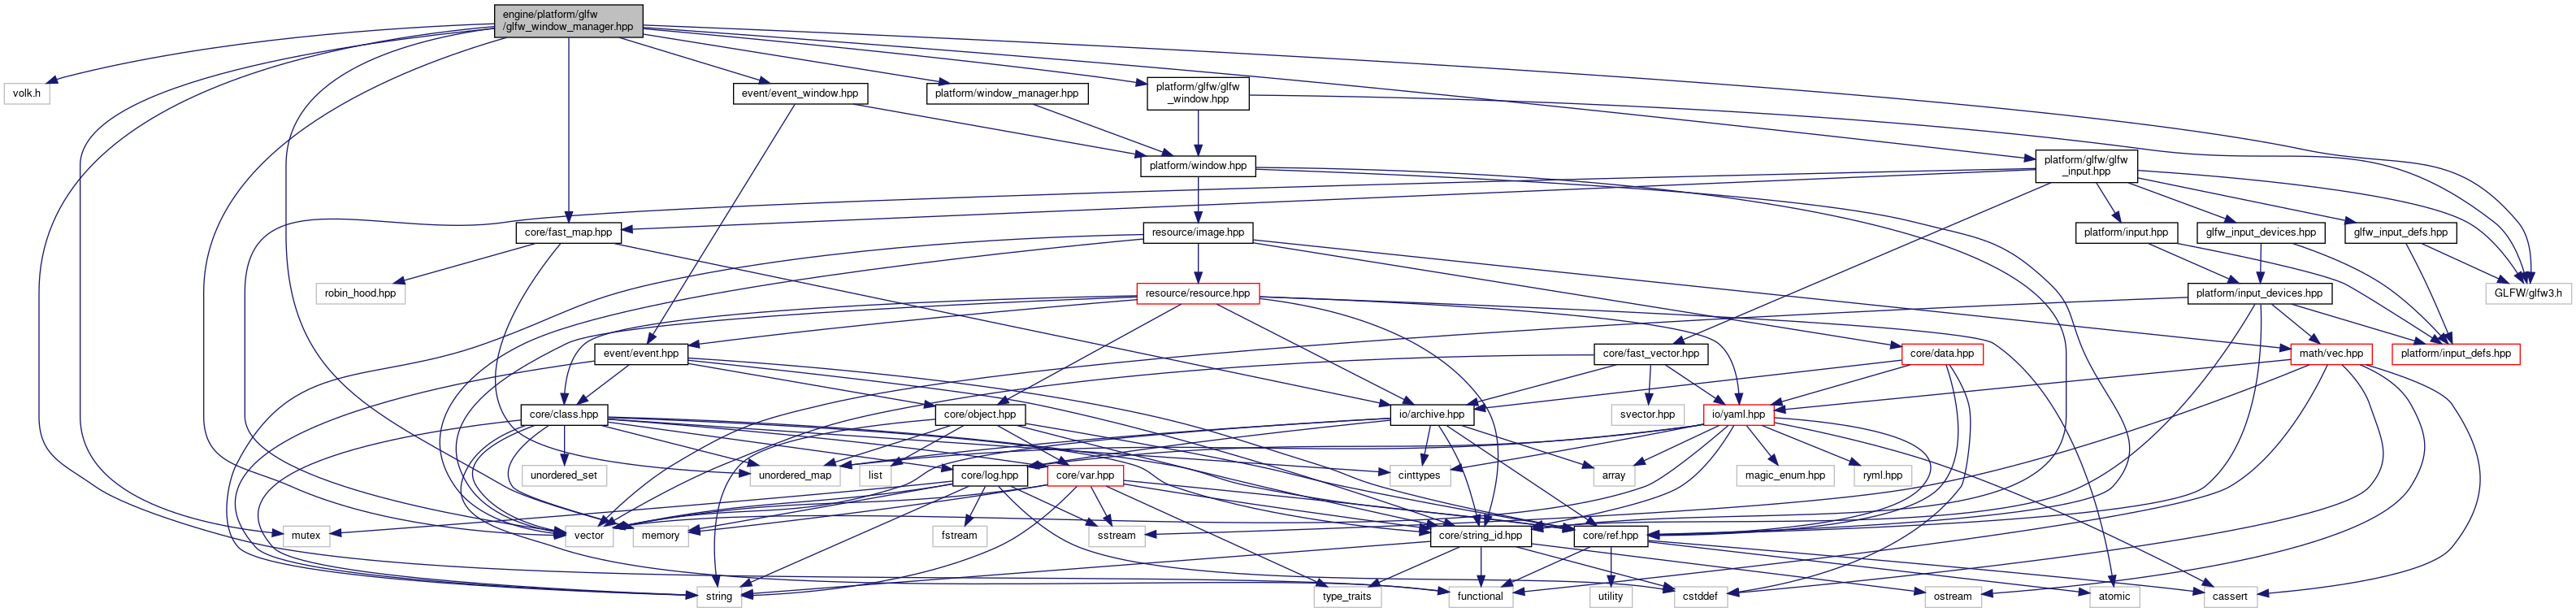 engine/platform/glfw
/glfw_window_manager.hpp
volk.h
event/event_window.hpp
platform/window_manager.hpp
platform/glfw/glfw
_window.hpp
platform/window.hpp
platform/glfw/glfw
_input.hpp
core/fast_map.hpp
resource/image.hpp
platform/input.hpp
glfw_input_devices.hpp
glfw_input_defs.hpp
robin_hood.hpp
resource/resource.hpp
platform/input_devices.hpp
GLFW/glfw3.h
event/event.hpp
core/fast_vector.hpp
core/data.hpp
math/vec.hpp
platform/input_defs.hpp
core/class.hpp
core/object.hpp
io/archive.hpp
svector.hpp
io/yaml.hpp
unordered_set
unordered_map
list
core/log.hpp
core/var.hpp
cinttypes
array
magic_enum.hpp
ryml.hpp
mutex
vector
memory
fstream
sstream
core/string_id.hpp
core/ref.hpp
string
type_traits
functional
utility
cstddef
ostream
atomic
cassert